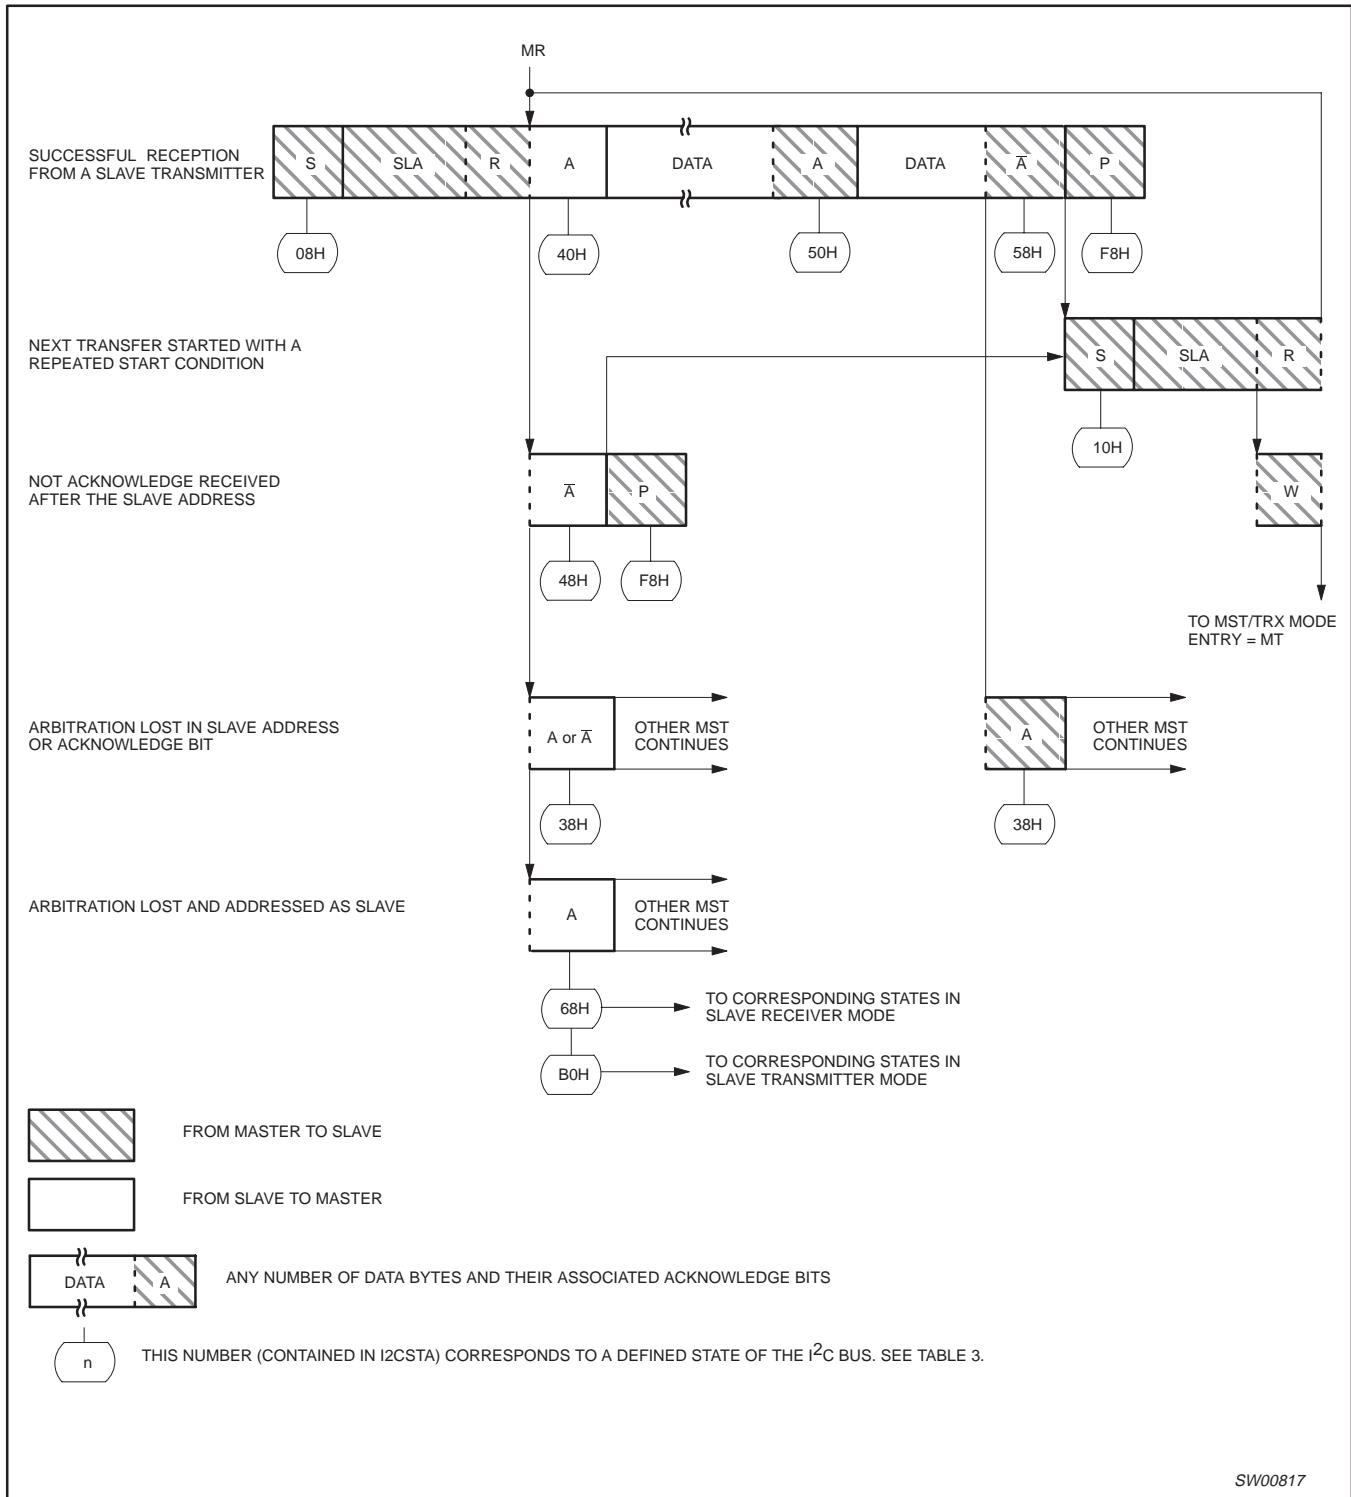 MR
SUCCESSFUL RECEPTION
FROM A SLAVE TRANSMITTER
S SLA R A DATA A DATA A̅ P
08H 40H 50H 58H F8H
NEXT TRANSFER STARTED WITH A
REPEATED START CONDITION
S SLA R
10H
NOT ACKNOWLEDGE RECEIVED
AFTER THE SLAVE ADDRESS
A̅ P
W
48H F8H
TO MST/TRX MODE
ENTRY = MT
ARBITRATION LOST IN SLAVE ADDRESS
OR ACKNOWLEDGE BIT
A or A̅
OTHER MST
CONTINUES
A
OTHER MST
CONTINUES
38H 38H
ARBITRATION LOST AND ADDRESSED AS SLAVE
A
OTHER MST
CONTINUES
68H
TO CORRESPONDING STATES IN
SLAVE RECEIVER MODE
B0H
TO CORRESPONDING STATES IN
SLAVE TRANSMITTER MODE
FROM MASTER TO SLAVE
FROM SLAVE TO MASTER
DATA A
ANY NUMBER OF DATA BYTES AND THEIR ASSOCIATED ACKNOWLEDGE BITS
n
THIS NUMBER (CONTAINED IN I2CSTA) CORRESPONDS TO A DEFINED STATE OF THE I²C BUS. SEE TABLE 3.
SW00817